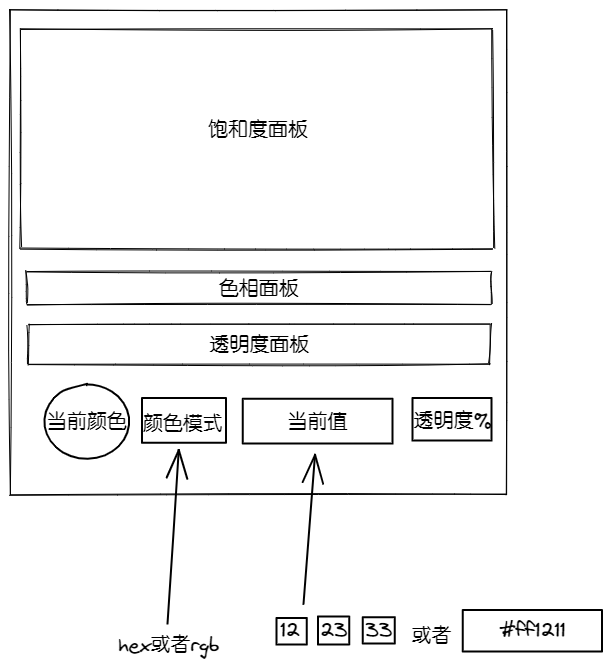 饱和度面板
色相面板
透明度面板
当前颜色
颜色模式
当前值
透明度%
hex或者rgb
12 23 33 或者 #ff1211